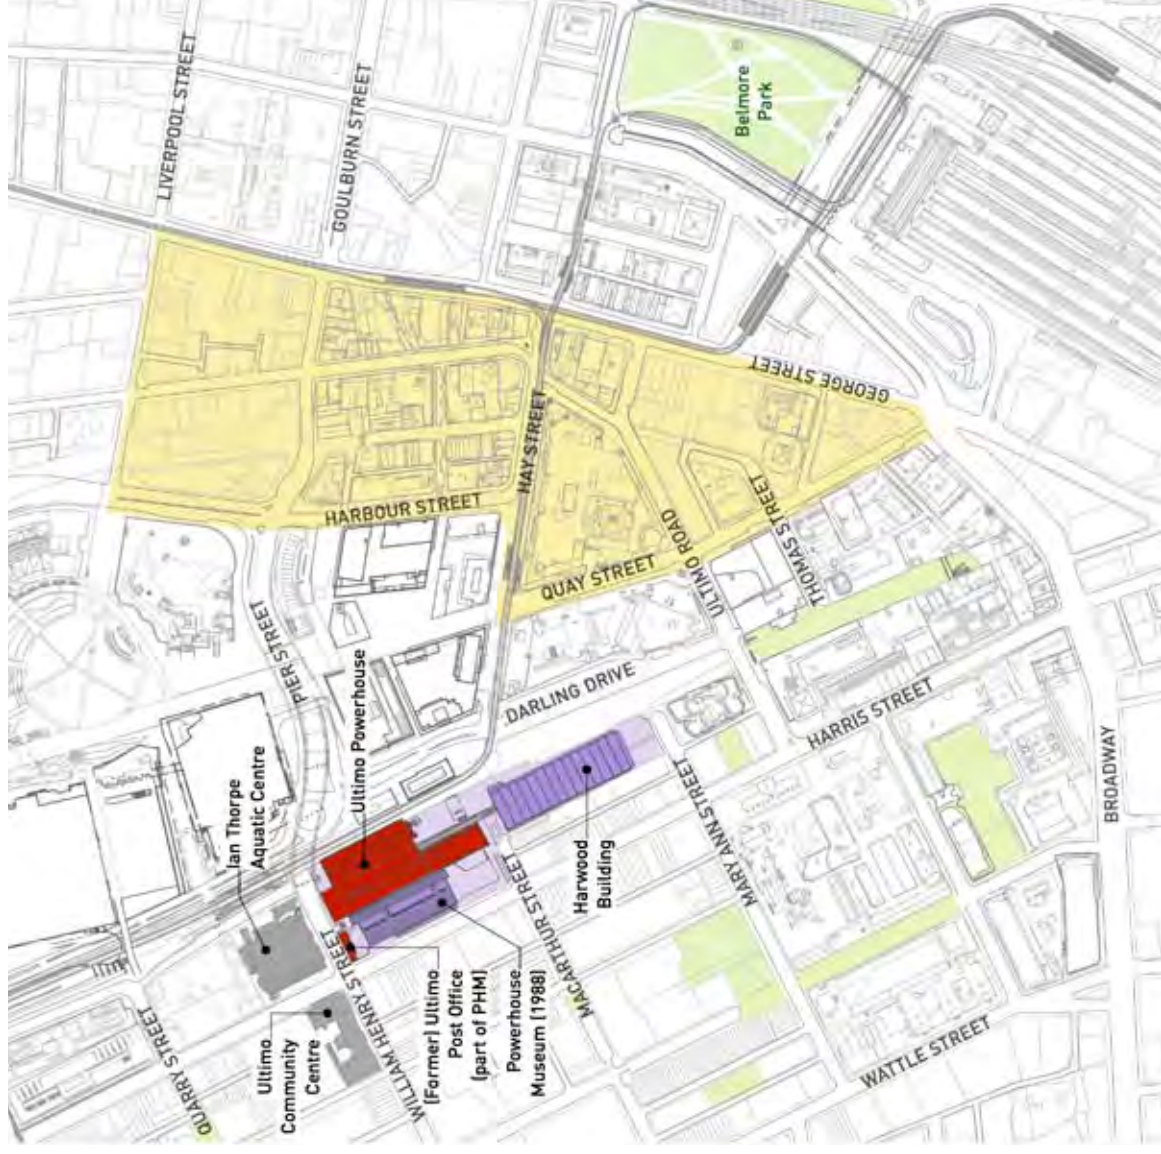 LIVERPOOL STREET
GOULBURN STREET
Belmore
Park
HARBOUR STREET
HAY STREET
GEORGE STREET
PIER STREET
QUAY STREET
ULTIMO ROAD
THOMAS STREET
Ian Thorpe
Aquatic Centre
Ultimo Powerhouse
DARLING DRIVE
HARRIS STREET
BROADWAY
Harwood
Building
MARY ANN STREET
MACARTHUR STREET
Ultimo
Community
Centre
QUARRY STREET
WILLIAM HENRY STREET
(Former) Ultimo
Post Office
(part of PHM)
Powerhouse
Museum (1988)
WATTLE STREET